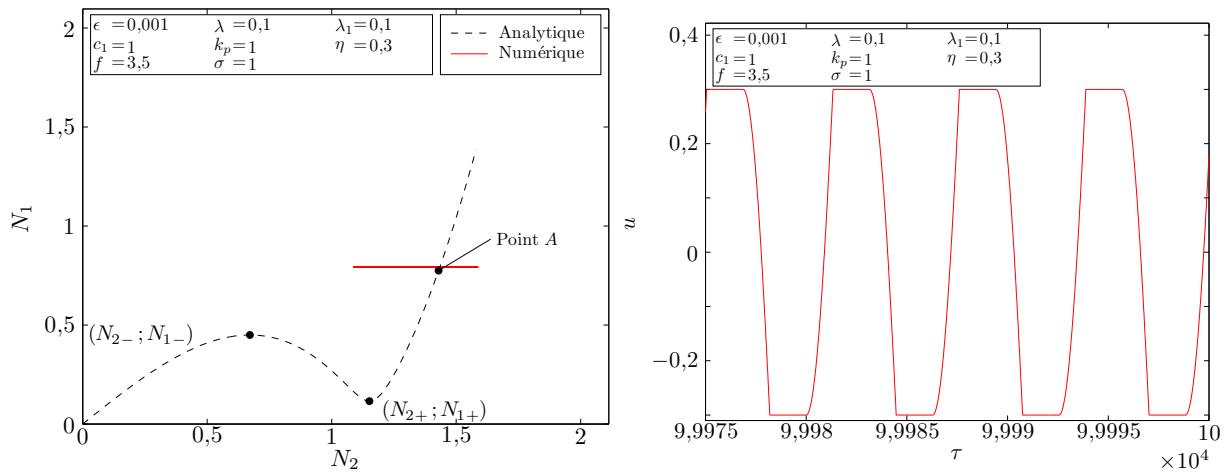 ϵ =0,001 λ =0,1 λ₁=0,1
c₁=1 kₚ=1 η =0,3
f =3,5 σ =1
Analytique
Numérique
2
1,5
1
0,5
0
N₁
Point A
(N₂₋ ; N₁₋)
(N₂₊ ; N₁₊)
0 0,5 1 1,5 2
N₂
ϵ =0,001 λ =0,1 λ₁=0,1
c₁=1 kₚ=1 η =0,3
f =3,5 σ =1
0,4
0,2
0
−0,2
u
9,9975 9,998 9,9985 9,999 9,9995 10
τ
×10⁴